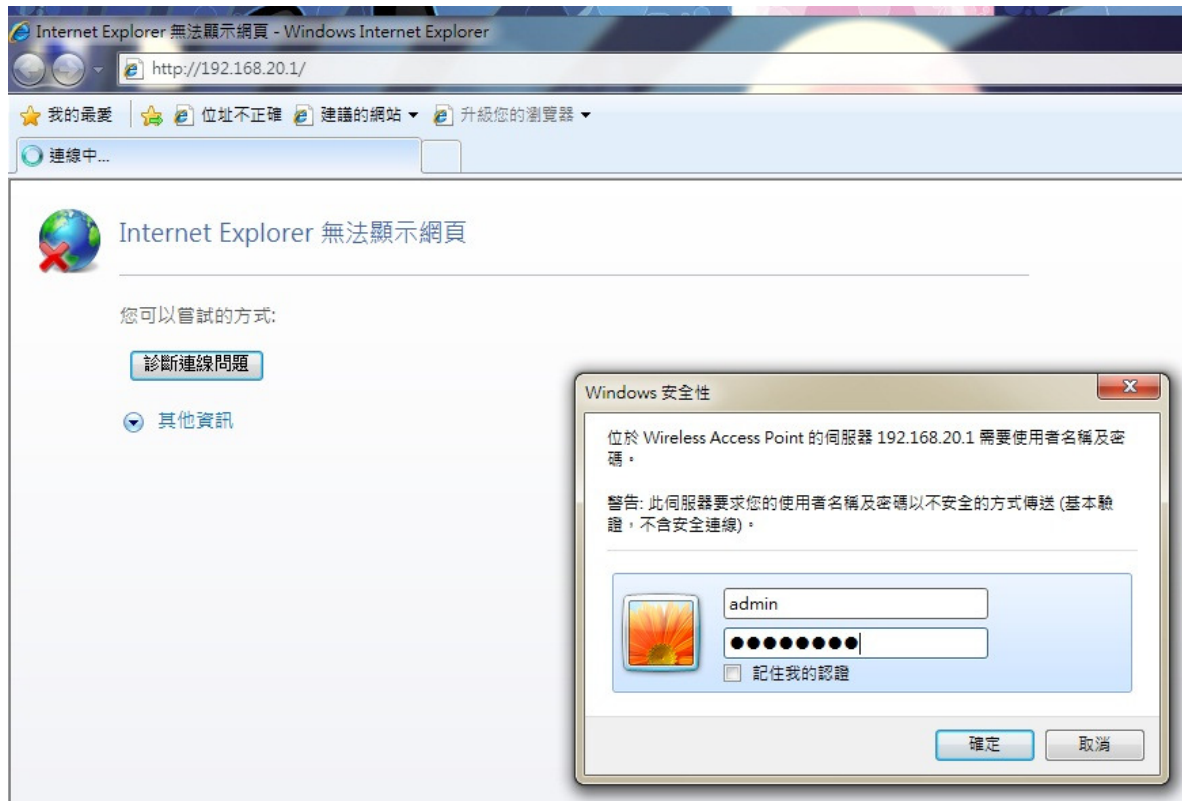 Internet Explorer 無法顯示網頁 - Windows Internet Explorer
http://192.168.20.1/
我的最愛 位址不正確 建議的網站 升級您的瀏覽器
連線中...
Internet Explorer 無法顯示網頁
您可以嘗試的方式:
診斷連線問題
其他資訊
Windows 安全性
位於 Wireless Access Point 的伺服器 192.168.20.1 需要使用者名稱及密
碼。
警告: 此伺服器要求您的使用者名稱及密碼以不安全的方式傳送 (基本驗
證，不含安全連線)。
admin
●●●●●●●●
記住我的認證
確定 取消